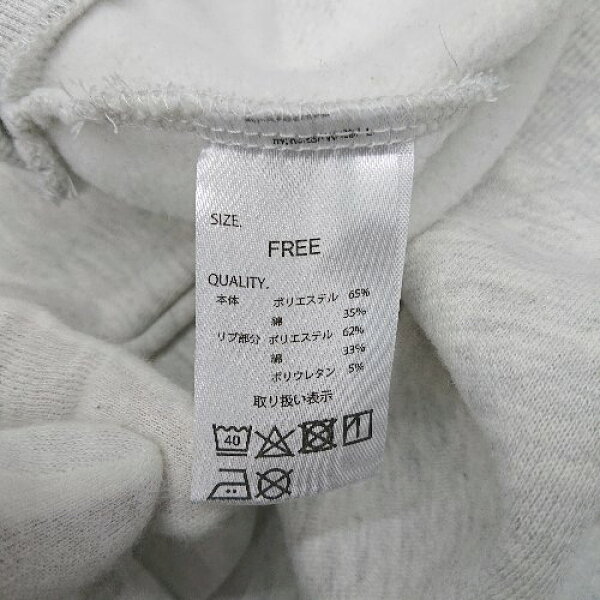 SIZE.
FREE
QUALITY.
本体 ポリエステル 65%
綿 35%
リブ部分 ポリエステル 62%
綿 33%
ポリウレタン 5%
取り扱い表示
40